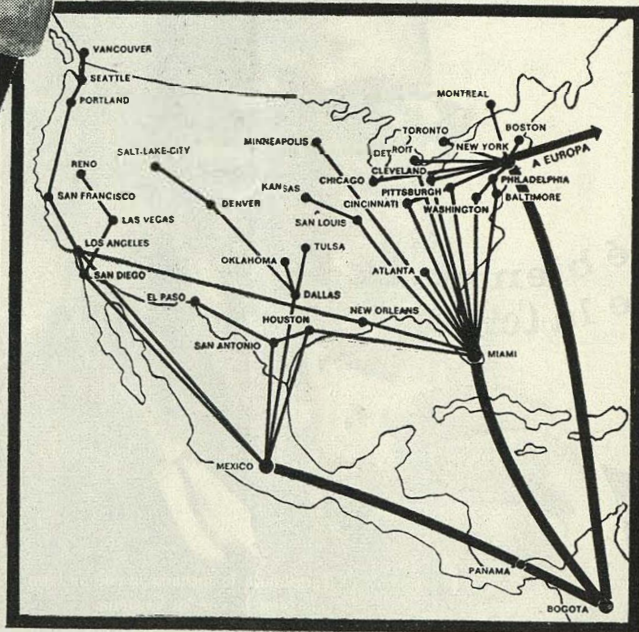 VANCOUVER
SEATTLE
PORTLAND
MONTREAL
TORONTO
BOSTON
MINNEAPOLIS
DETROIT
NEW YORK
A EUROPA
SALT-LAKE-CITY
RENO
CHICAGO
CLEVELAND
PHILADELPHIA
KANSAS
PITTSBURGH
BALTIMORE
SAN FRANCISCO
DENVER
CINCINNATI
WASHINGTON
LAS VEGAS
SAN LOUIS
LOS ANGELES
TULSA
OKLAHOMA
ATLANTA
SAN DIEGO
EL PASO
DALLAS
NEW ORLEANS
HOUSTON
SAN ANTONIO
MIAMI
MEXICO
PANAMA
BOGOTA